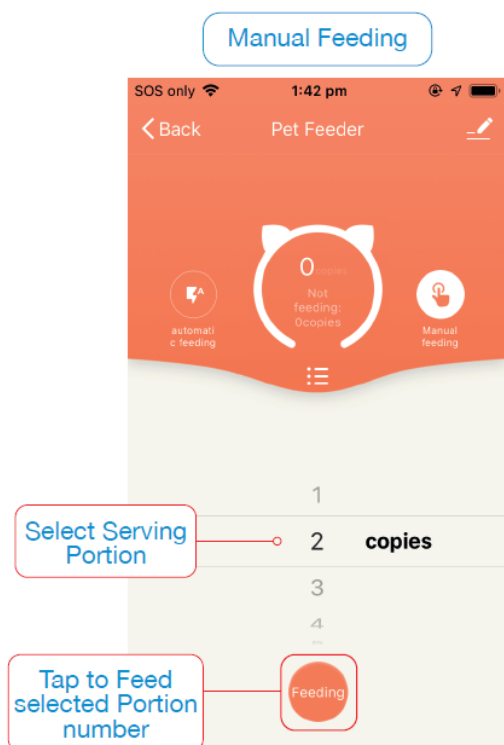 Manual Feeding
SOS only
1:42 pm
Back
Pet Feeder
0copies
Not
feeding:
0copies
automati
c feeding
Manual
feeding
1
Select Serving
Portion
2 copies
3
4
Tap to Feed
selected Portion
number
Feeding